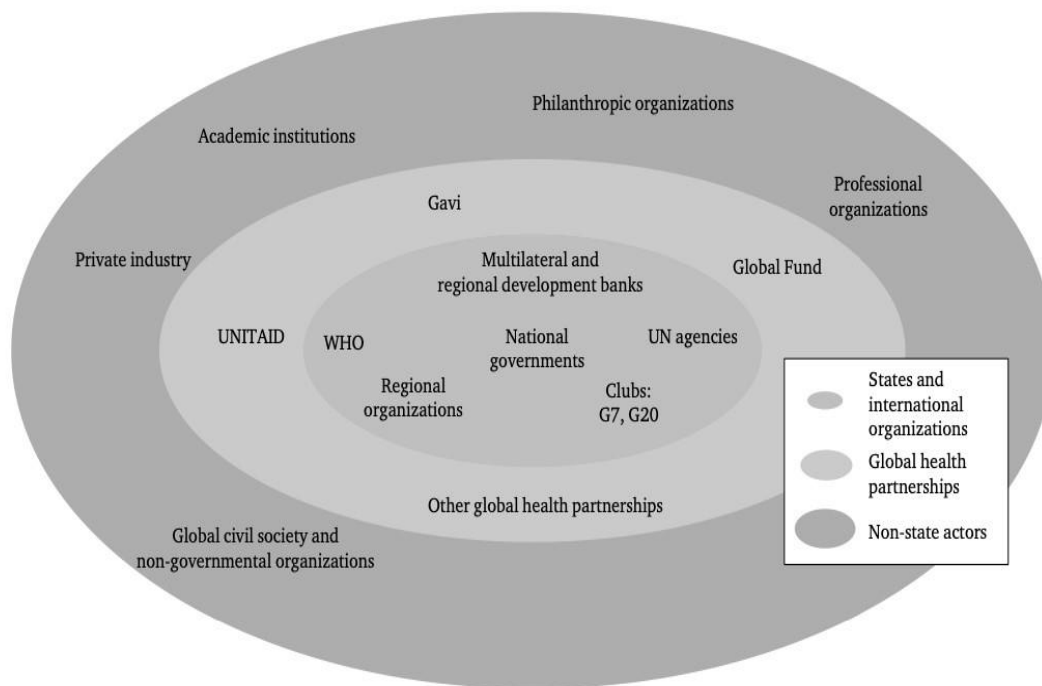 Philanthropic organizations
Academic institutions
Professional
organizations
Gavi
Private industry
Multilateral and
regional development banks
Global Fund
UNITAID
WHO
National
governments
UN agencies
Regional
organizations
Clubs:
G7, G20
Other global health partnerships
Global civil society and
non-governmental organizations
States and
international
organizations
Global health
partnerships
Non-state actors